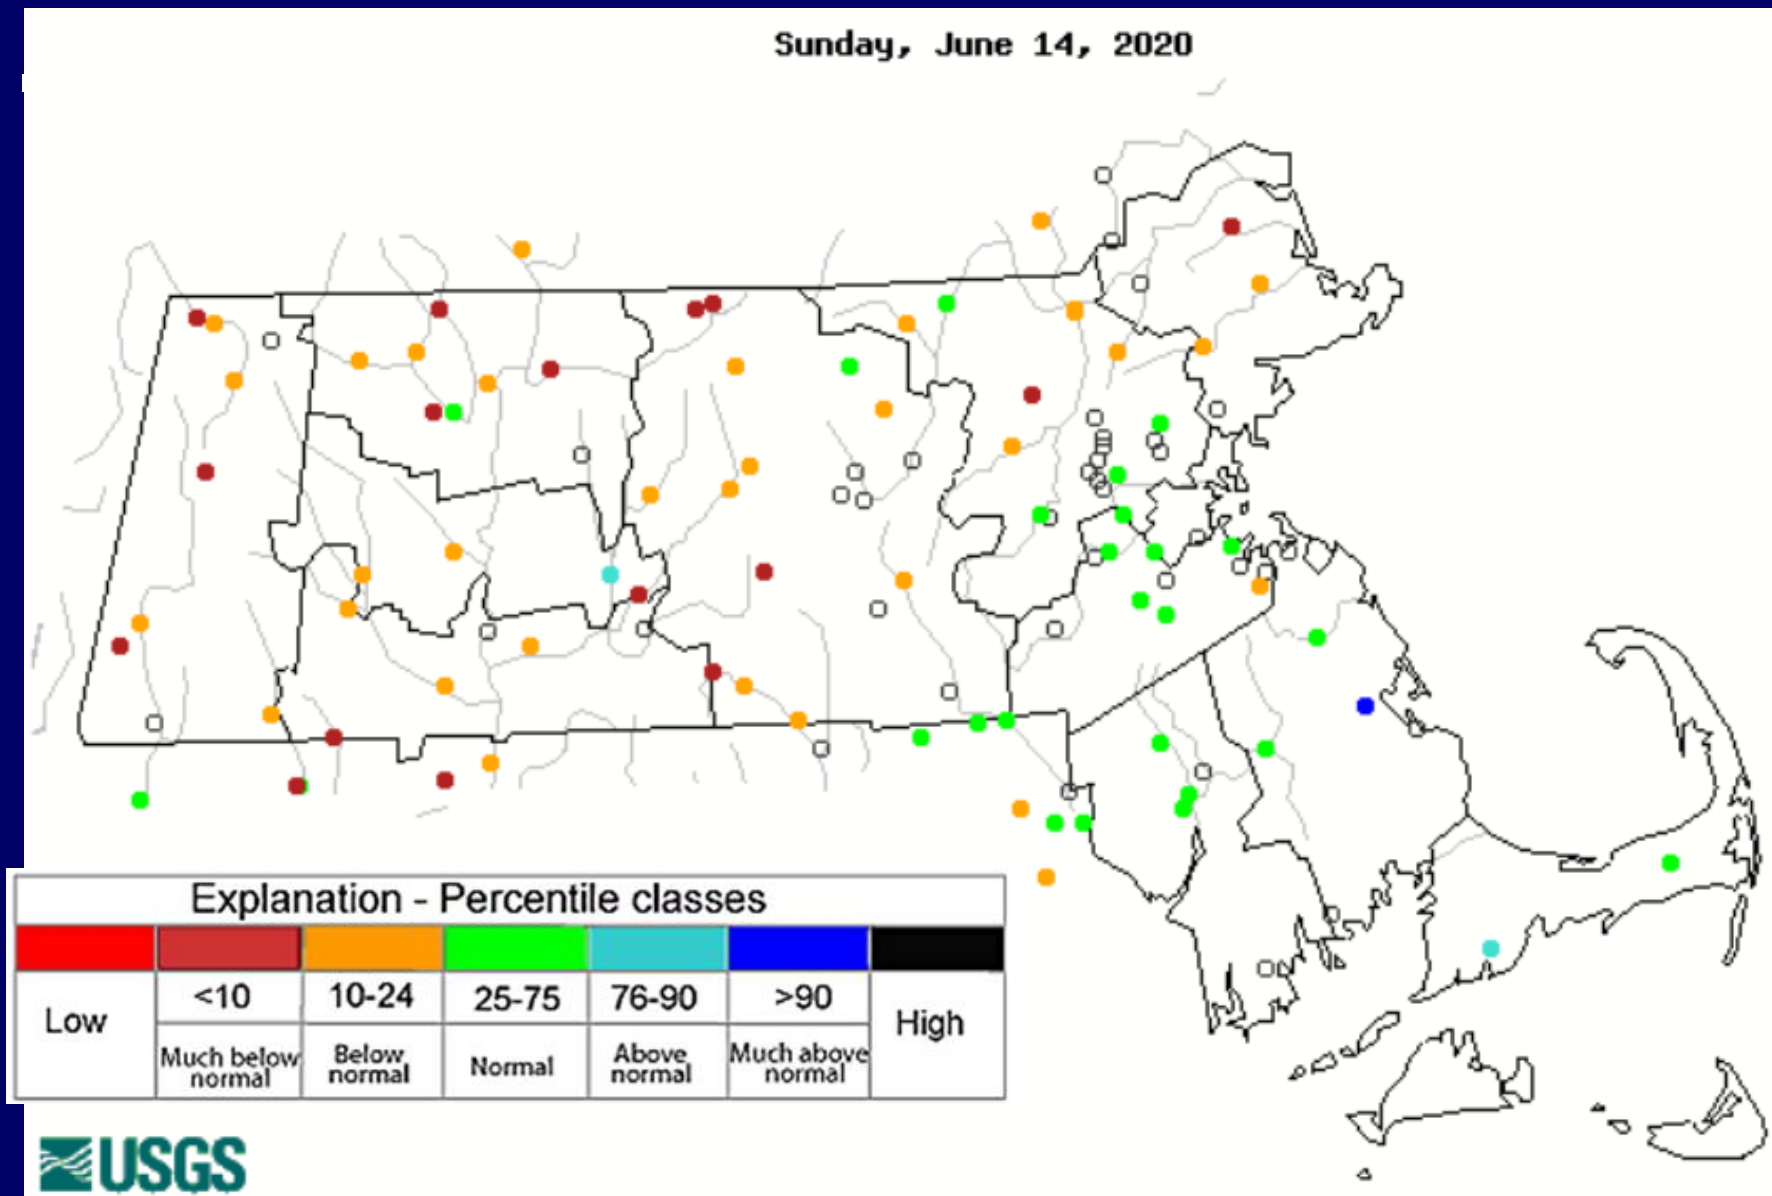 Sunday, June 14, 2020
Explanation - Percentile classes
Low
<10
10-24
25-75
76-90
>90
High
Much below
normal
Below
normal
Normal
Above
normal
Much above
normal
USGS